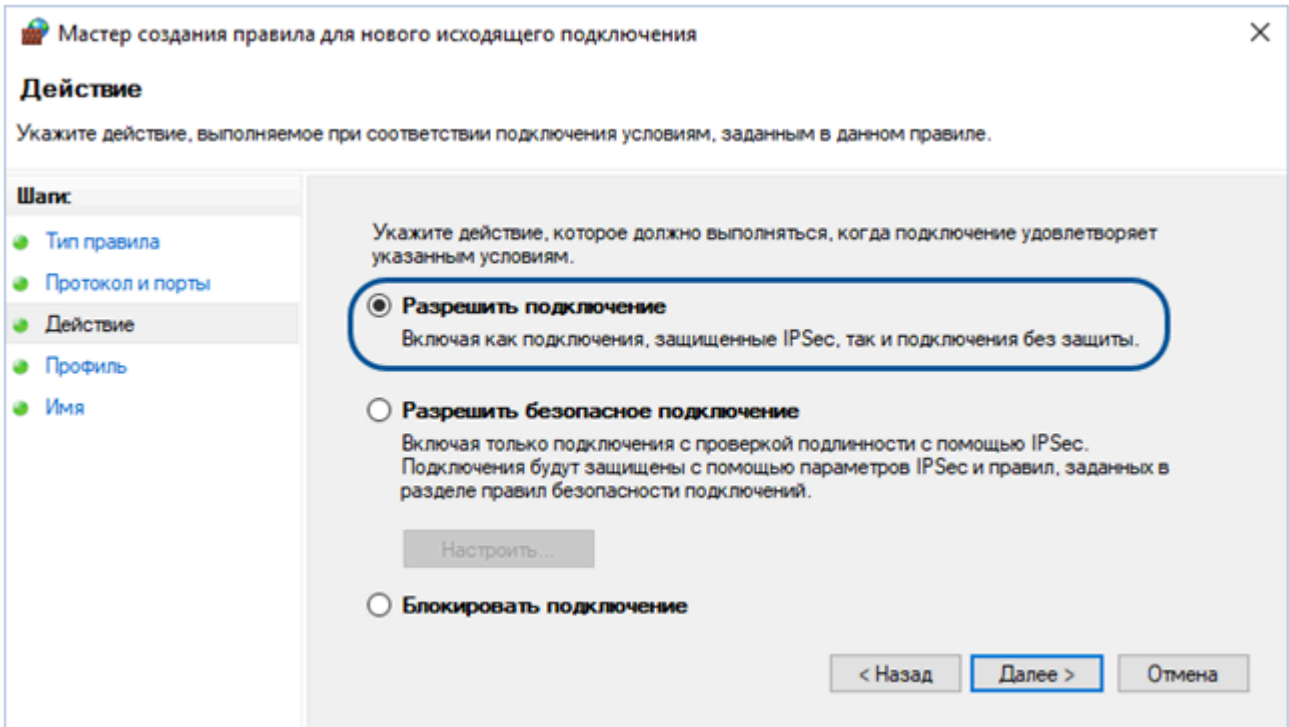 Мастер создания правила для нового исходящего подключения
Действие
Укажите действие, выполняемое при соответствии подключения условиям, заданным в данном правиле.
Шаги:
Тип правила
Протокол и порты
Действие
Профиль
Имя
Укажите действие, которое должно выполняться, когда подключение удовлетворяет
указанным условиям.
Разрешить подключение
Включая как подключения, защищенные IPSec, так и подключения без защиты.
Разрешить безопасное подключение
Включая только подключения с проверкой подлинности с помощью IPSec.
Подключения будут защищены с помощью параметров IPSec и правил, заданных в
разделе правил безопасности подключений.
Настроить...
Блокировать подключение
< Назад
Далее >
Отмена